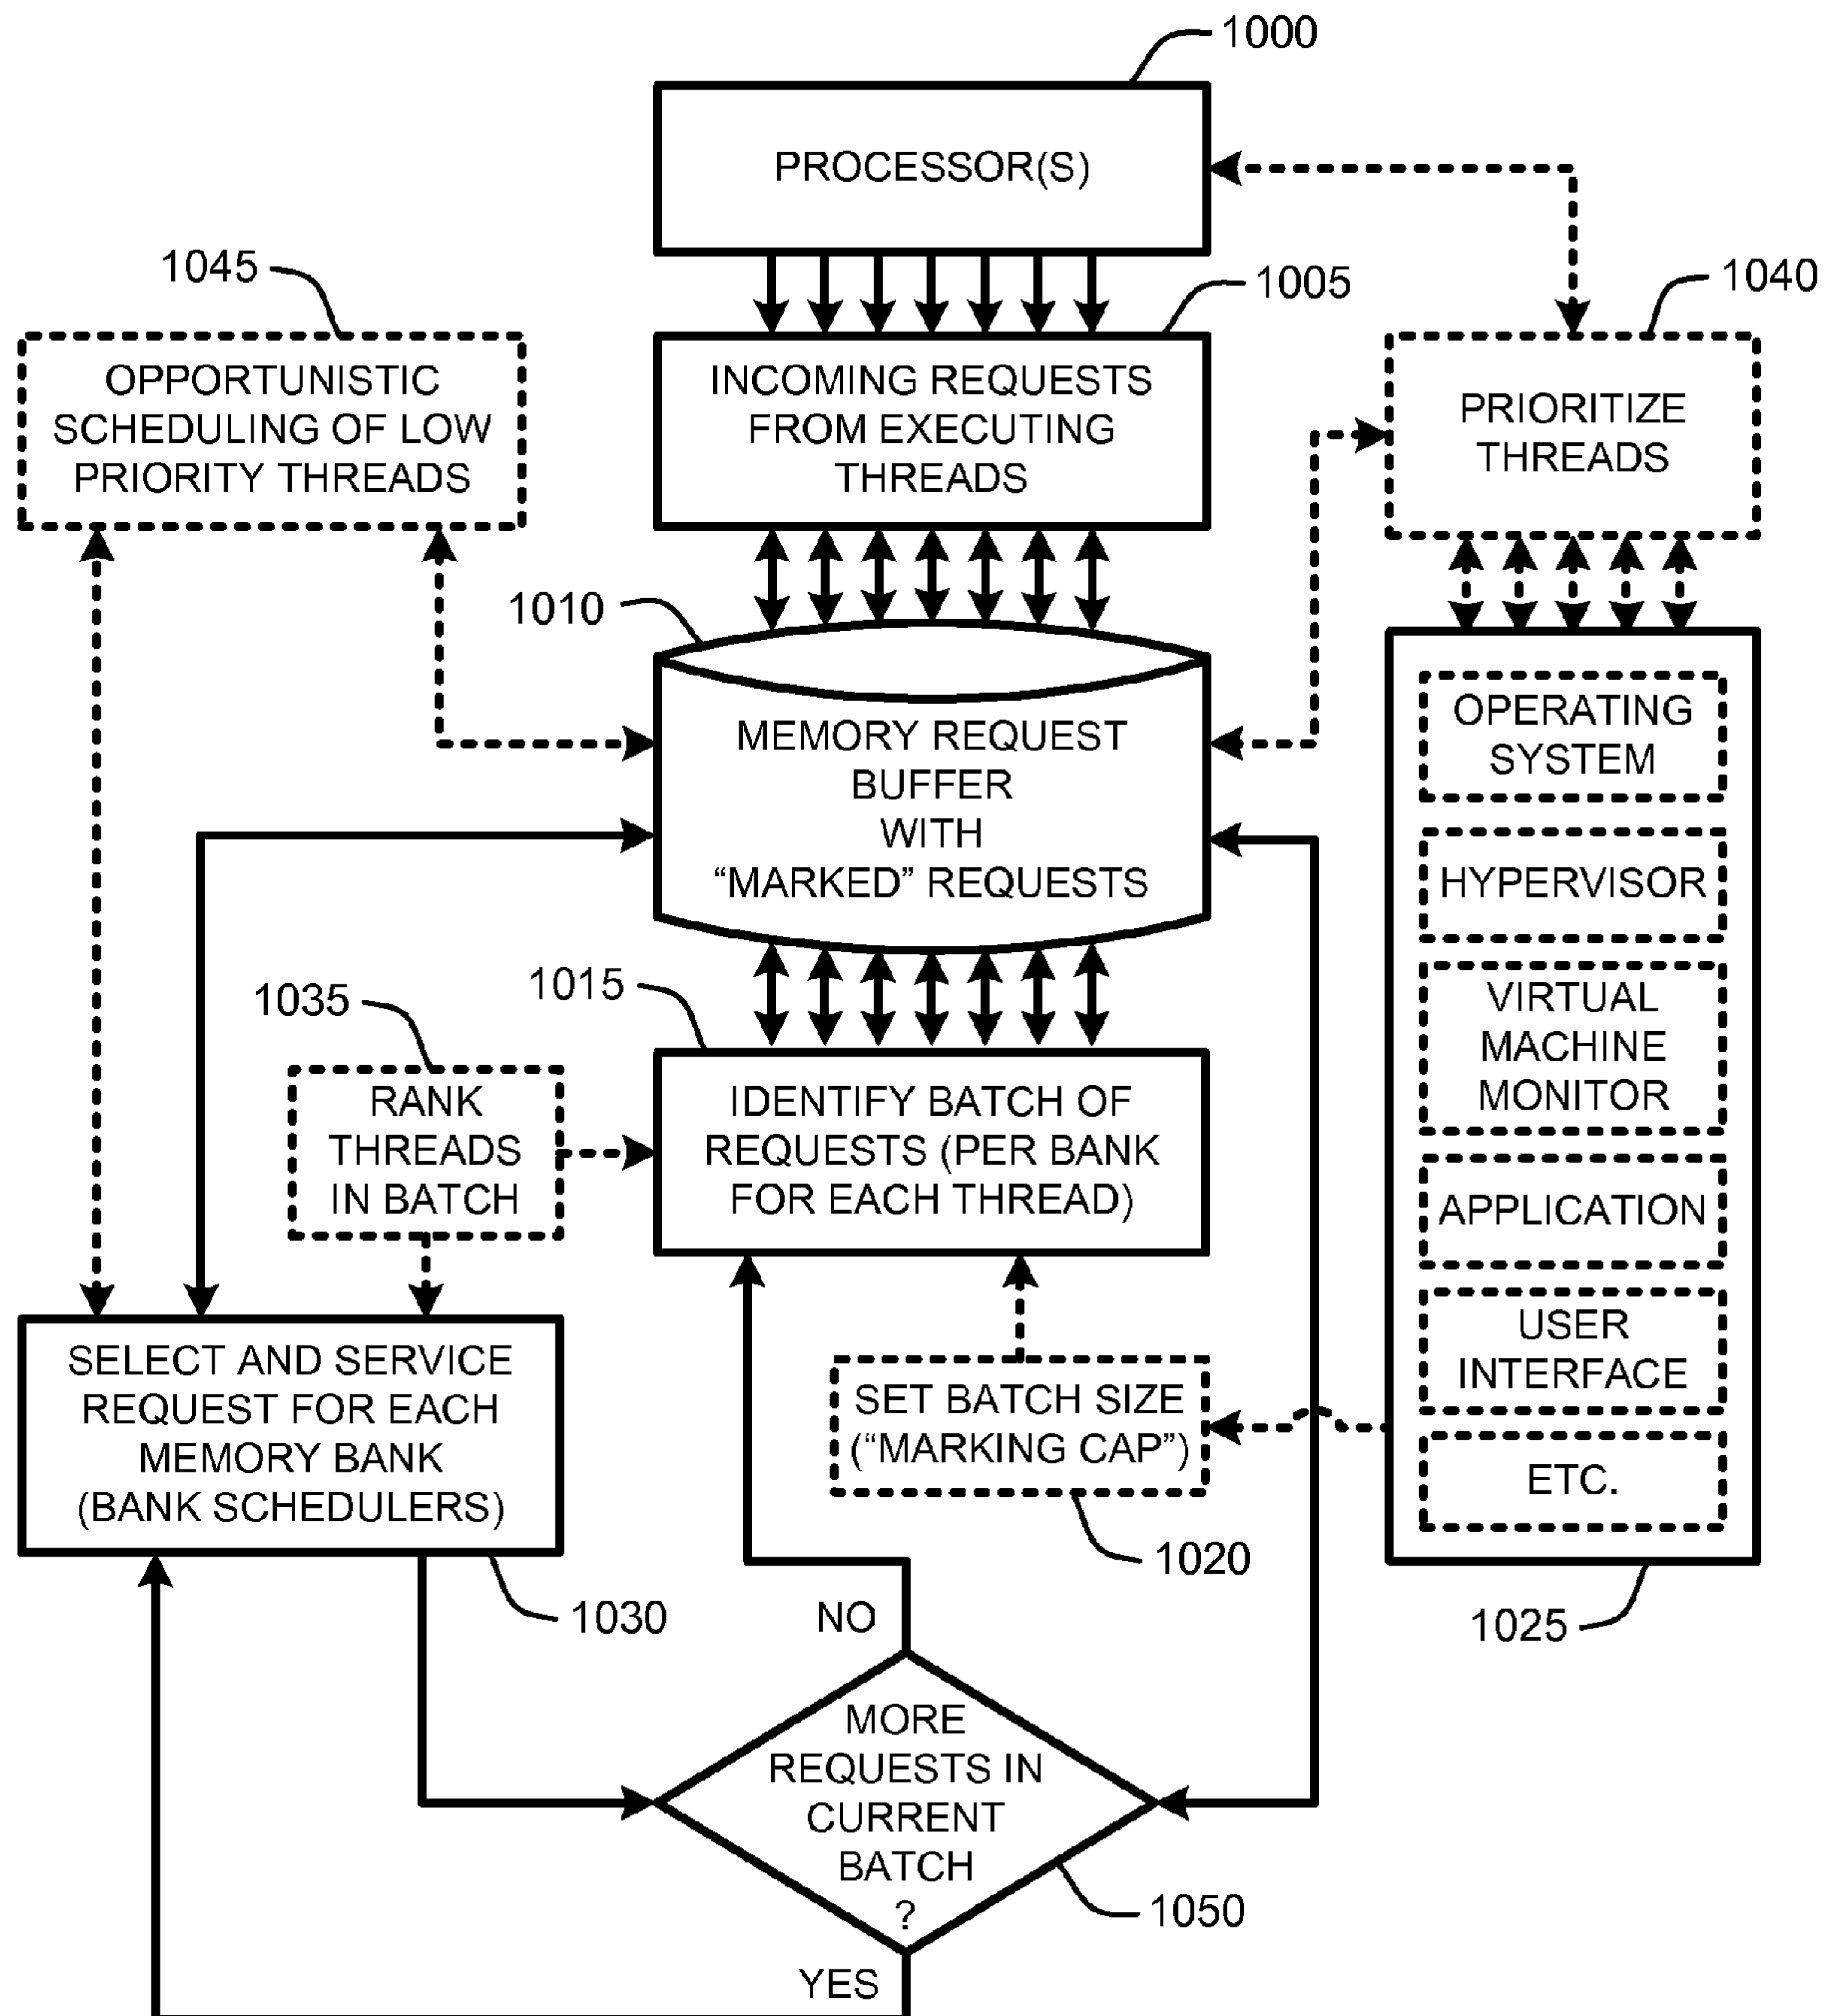 1000
PROCESSOR(S)
1045
1005
1040
OPPORTUNISTIC
SCHEDULING OF LOW
PRIORITY THREADS
INCOMING REQUESTS
FROM EXECUTING
THREADS
PRIORITIZE
THREADS
1010
MEMORY REQUEST
BUFFER
WITH
“MARKED” REQUESTS
OPERATING
SYSTEM
HYPERVISOR
VIRTUAL
MACHINE
MONITOR
APPLICATION
USER
INTERFACE
ETC.
1025
1035
1015
RANK
THREADS
IN BATCH
IDENTIFY BATCH OF
REQUESTS (PER BANK
FOR EACH THREAD)
SELECT AND SERVICE
REQUEST FOR EACH
MEMORY BANK
(BANK SCHEDULERS)
1030
SET BATCH SIZE
(“MARKING CAP”)
1020
NO
MORE
REQUESTS IN
CURRENT
BATCH
?
1050
YES